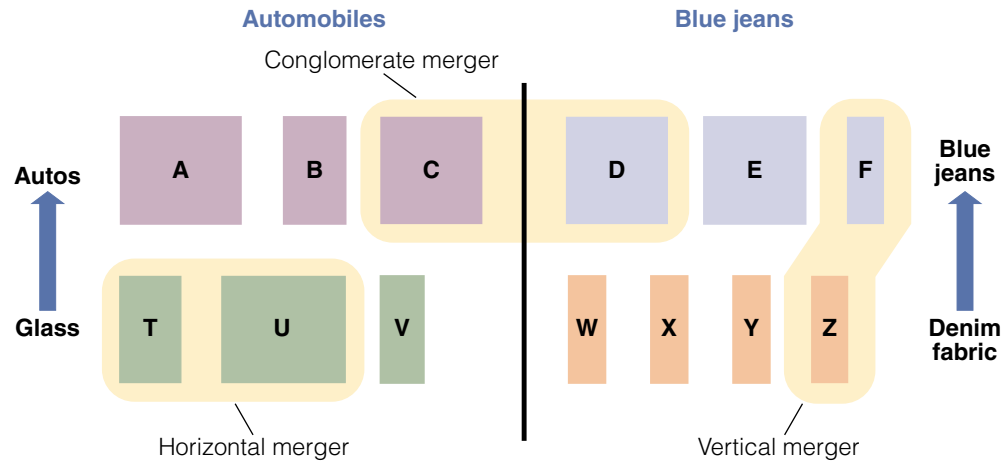 Automobiles
Blue jeans
Conglomerate merger
Autos
A
B
C
D
E
F
Blue
jeans
Glass
T
U
V
W
X
Y
Z
Denim
fabric
Horizontal merger
Vertical merger